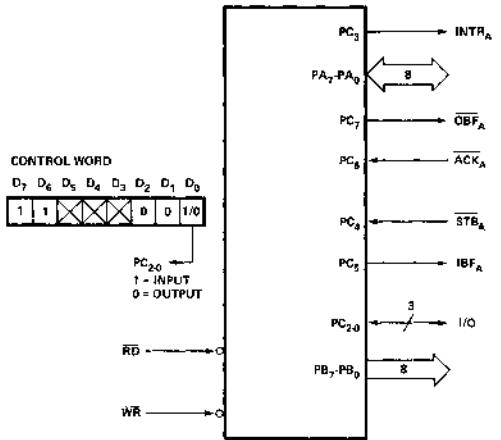 PC3 INTRA
PA7-PA0 8
PC7 OBFA
PC6 ACKA
CONTROL WORD
D7 D6 D5 D4 D3 D2 D1 D0
1 1 0 0 1/0
PC4 STBA
PC2-0
1 = INPUT
0 = OUTPUT
PC5 IBFA
PC2-0 3 I/O
RD
PB7-PB0 8
WR